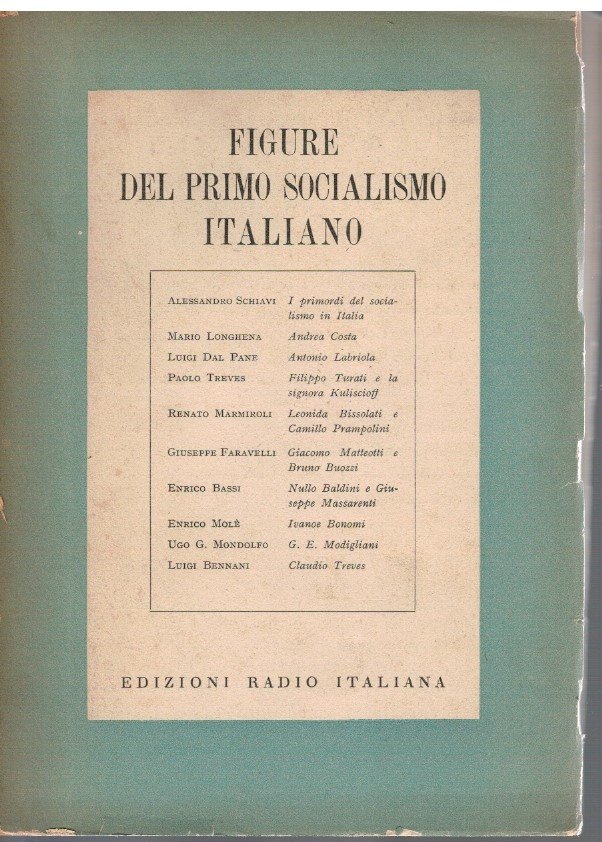 FIGURE
DEL PRIMO SOCIALISMO
ITALIANO
ALESSANDRO SCHIAVI I primordi del socia-
lismo in Italia
MARIO LONGHENA Andrea Costa
LUIGI DAL PANE Antonio Labriola
PAOLO TREVES Filippo Turati e la
signora Kuliscioff
RENATO MARMIROLI Leonida Bissolati e
Camillo Prampolini
GIUSEPPE FARAVELLI Giacomo Matteotti e
Bruno Buozzi
ENRICO BASSI Nullo Baldini e Giu-
seppe Massarenti
ENRICO MOLÈ Ivanoe Bonomi
UGO G. MONDOLFO G. E. Modigliani
LUIGI BENNANI Claudio Treves
EDIZIONI RADIO ITALIANA